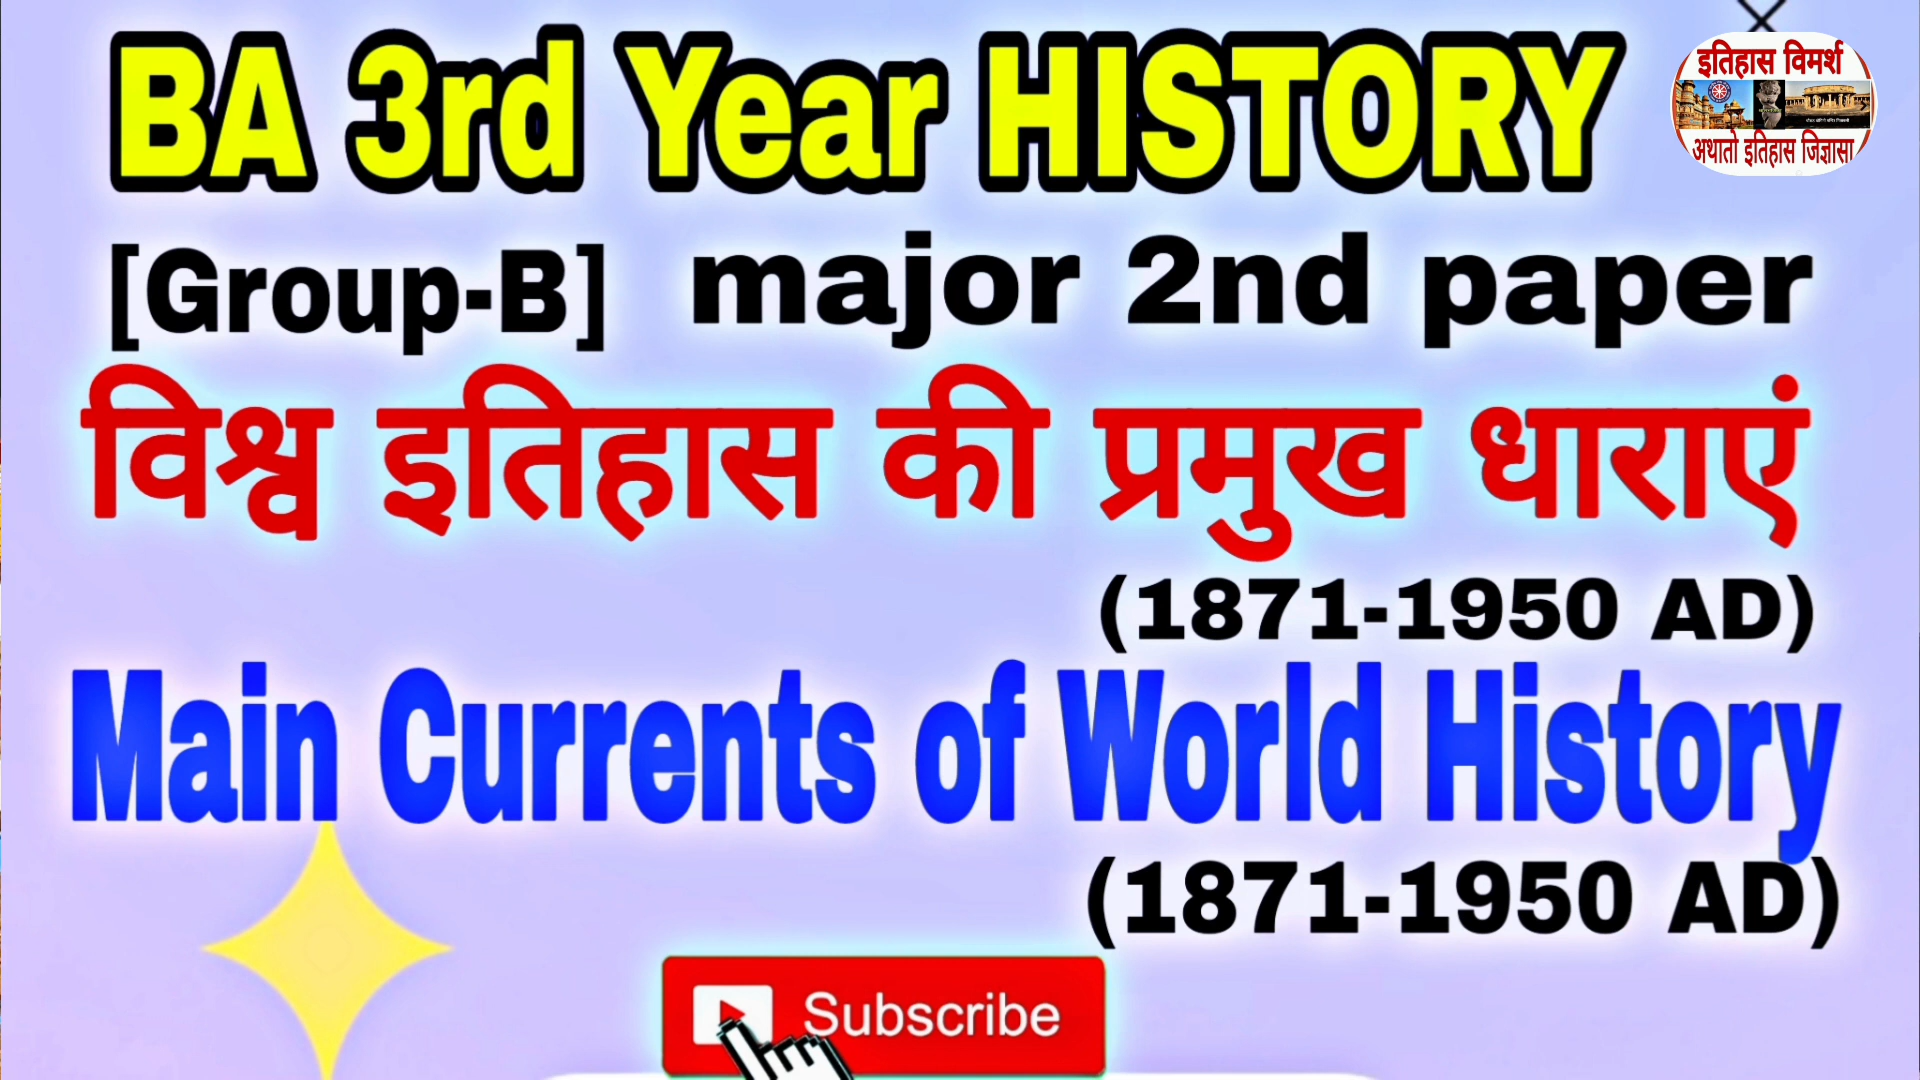 BA 3rd Year HISTORY
इतिहास विमर्श
अथातो इतिहास जिज्ञासा
[Group-B] major 2nd paper
विश्व इतिहास की प्रमुख धाराएं
(1871-1950 AD)
Main Currents of World History
(1871-1950 AD)
Subscribe